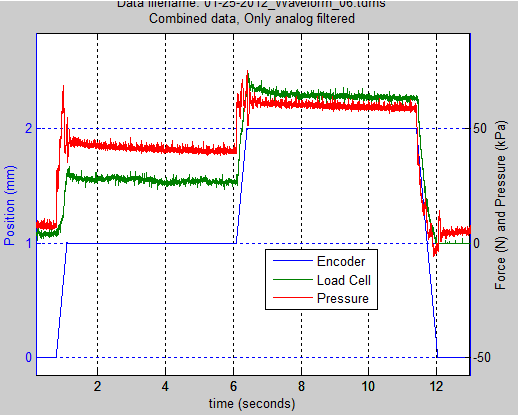 Data filename: 01-25-2012_Waveform_06.tdms
Combined data, Only analog filtered
Position (mm)
2
1
0
50
0
-50
Force (N) and Pressure (kPa)
Encoder
Load Cell
Pressure
2 4 6 8 10 12
time (seconds)